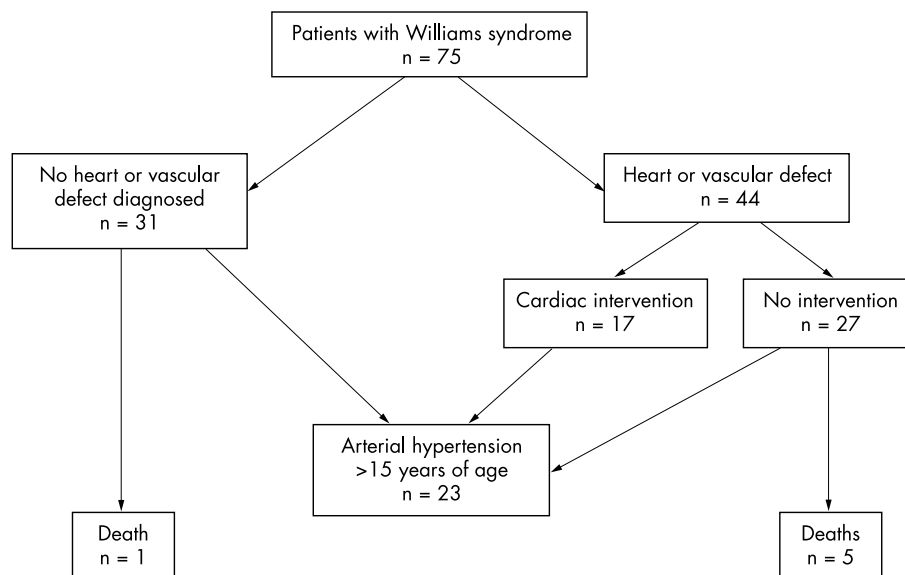 Patients with Williams syndrome
n = 75
No heart or vascular
defect diagnosed
n = 31
Heart or vascular defect
n = 44
Cardiac intervention
n = 17
No intervention
n = 27
Arterial hypertension
>15 years of age
n = 23
Death
n = 1
Deaths
n = 5